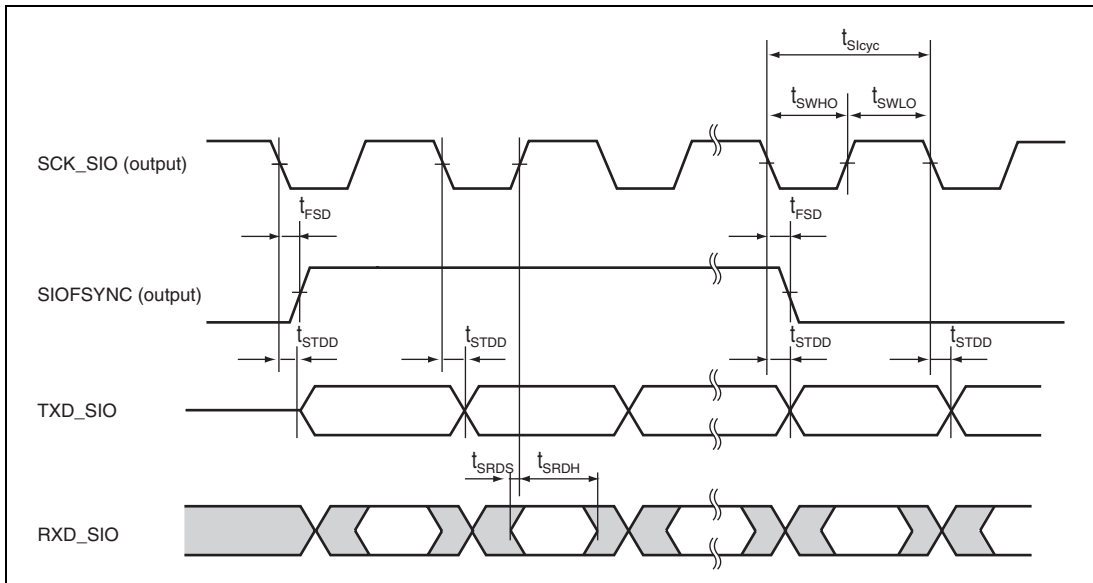 tSIcyc
tSWHO tSWLO
SCK_SIO (output)
tFSD tFSD
SIOFSYNC (output)
tSTDD tSTDD tSTDD tSTDD
TXD_SIO
tSRDS tSRDH
RXD_SIO